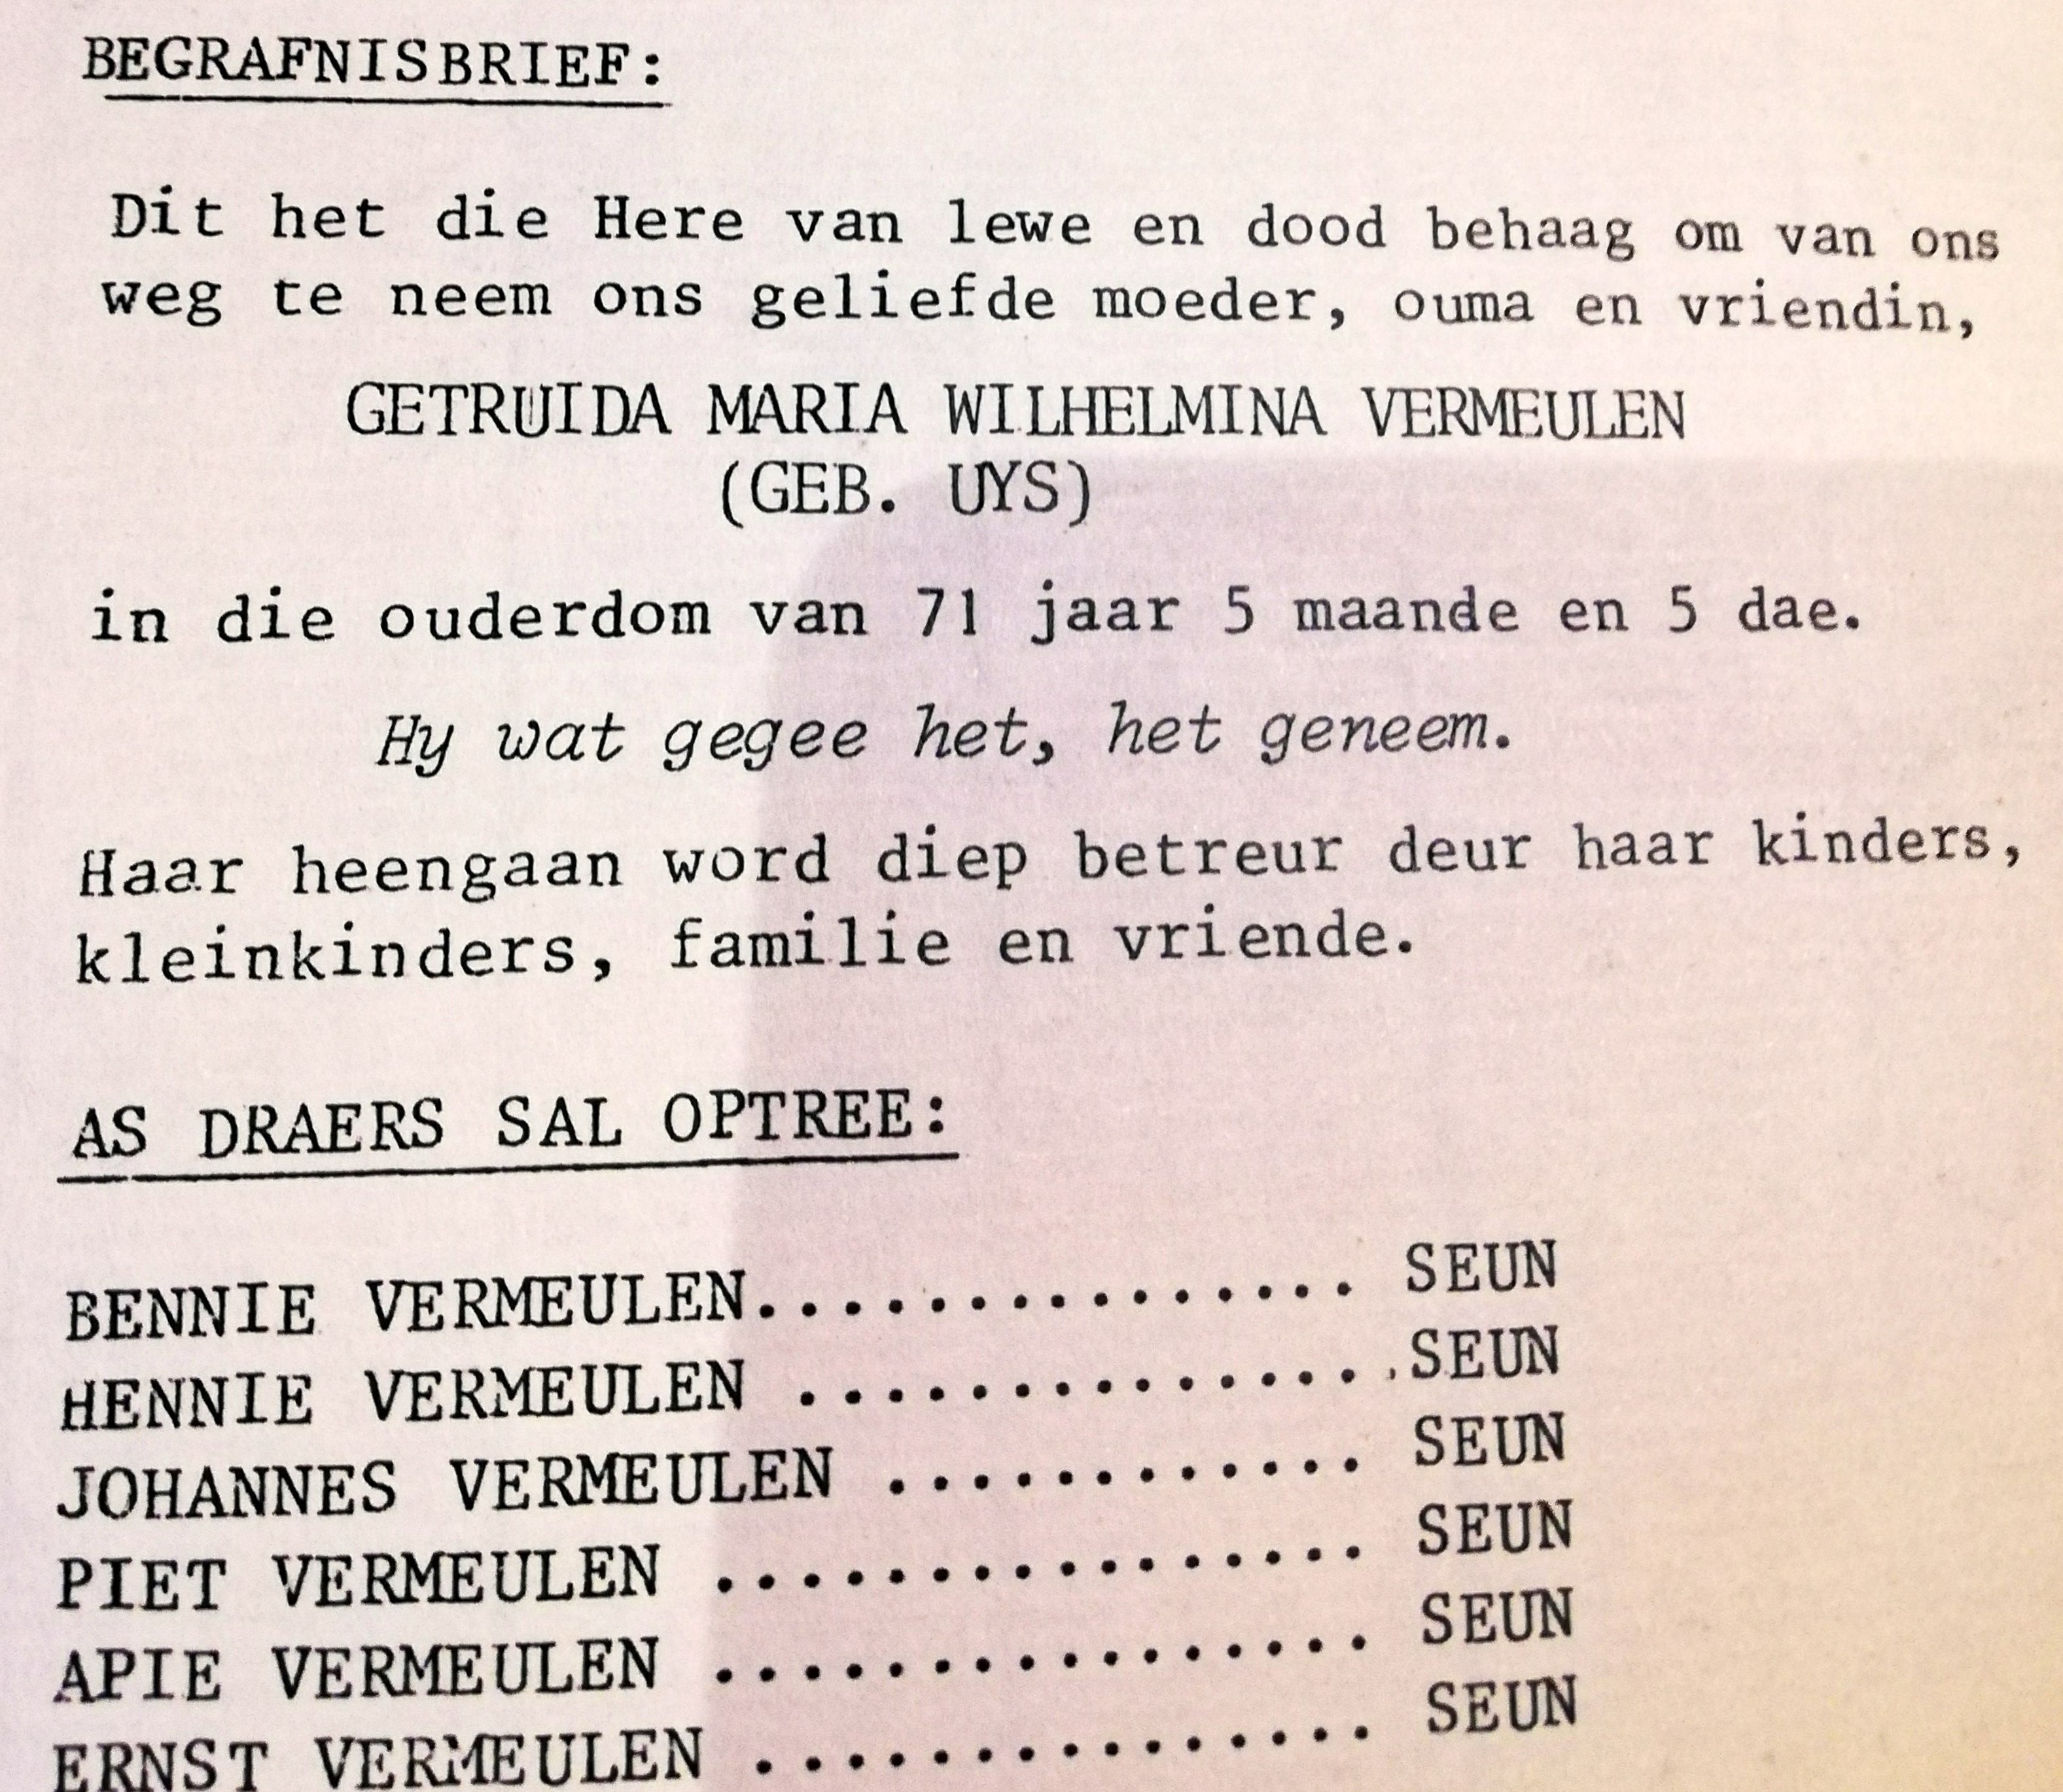 BEGRAFNISBRIEF:
Dit het die Here van lewe en dood behaag om van ons
weg te neem ons geliefde moeder, ouma en vriendin,
GETRUIDA MARIA WILHELMINA VERMEULEN
(GEB. UYS)
in die ouderdom van 71 jaar 5 maande en 5 dae.
Hy wat gegee het, het geneem.
Haar heengaan word diep betreur deur haar kinders,
kleinkinders, familie en vriende.
AS DRAERS SAL OPTREE:
BENNIE VERMEULEN............... SEUN
HENNIE VERMEULEN ...............SEUN
JOHANNES VERMEULEN ............ SEUN
PIET VERMEULEN ................ SEUN
APIE VERMEULEN ................ SEUN
ERNST VERMEULEN ............... SEUN